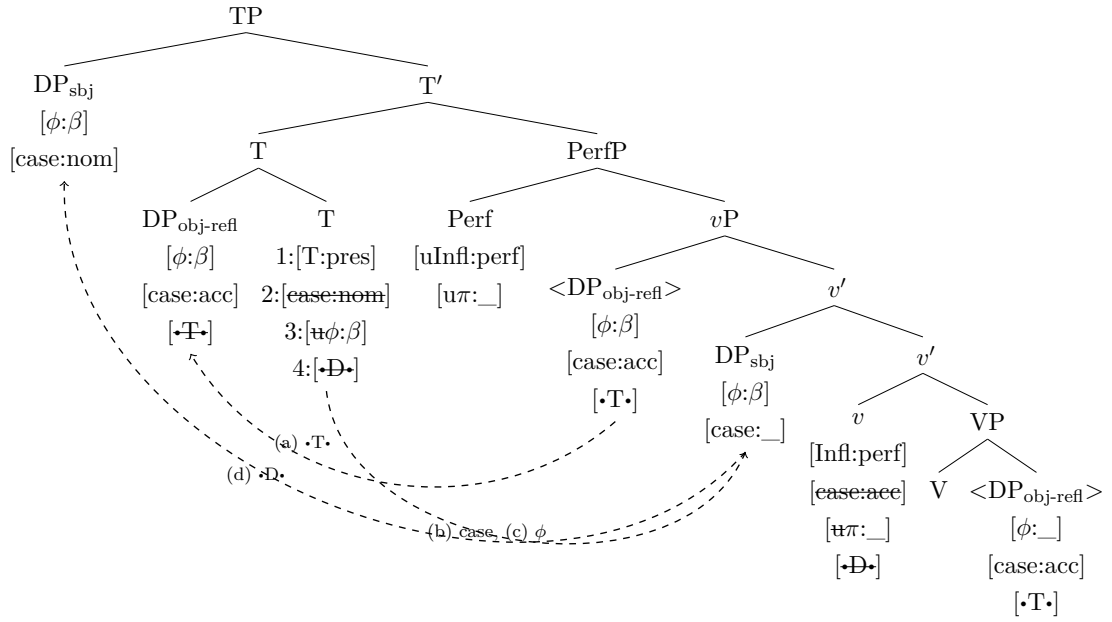 TP
DP_sbj T′
[ϕ:β]
[case:nom] T PerfP
DP_obj-refl T Perf vP
[ϕ:β] 1:[T:pres] [uInfl:perf]
[case:acc] 2:[case:nom] [uπ:_] <DP_obj-refl> v′
[•T•] 3:[uϕ:β] [ϕ:β]
4:[•D•] [case:acc] DP_sbj v′
[•T•] [ϕ:β]
[case:_] v VP
(a) •T• [Infl:perf]
(d) •D• [case:acc] V <DP_obj-refl>
(b) case, (c) ϕ [uπ:_] [ϕ:_]
[•D•] [case:acc]
[•T•]